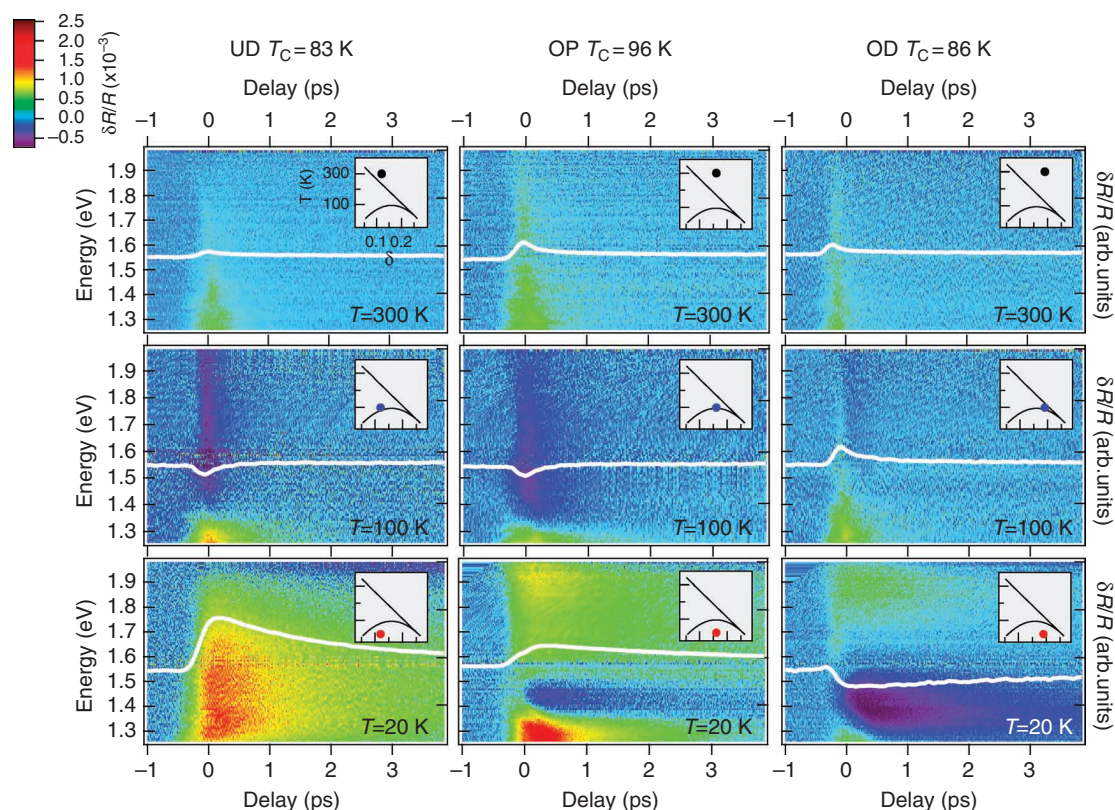 2.5
2.0
1.5
1.0
0.5
0.0
−0.5
δR/R (x10⁻³)
UD T_C = 83 K
OP T_C = 96 K
OD T_C = 86 K
Delay (ps)
Delay (ps)
Delay (ps)
−1 0 1 2 3
−1 0 1 2 3
−1 0 1 2 3
Energy (eV)
1.9
1.8
1.7
1.6
1.5
1.4
1.3
T (K)
300
100
0.1 0.2
δ
T=300 K
T=300 K
T=300 K
δR/R (arb.units)
Energy (eV)
1.9
1.8
1.7
1.6
1.5
1.4
1.3
T=100 K
T=100 K
T=100 K
δR/R (arb.units)
Energy (eV)
1.9
1.8
1.7
1.6
1.5
1.4
1.3
T=20 K
T=20 K
T=20 K
δR/R (arb.units)
−1 0 1 2 3
−1 0 1 2 3
−1 0 1 2 3
Delay (ps)
Delay (ps)
Delay (ps)